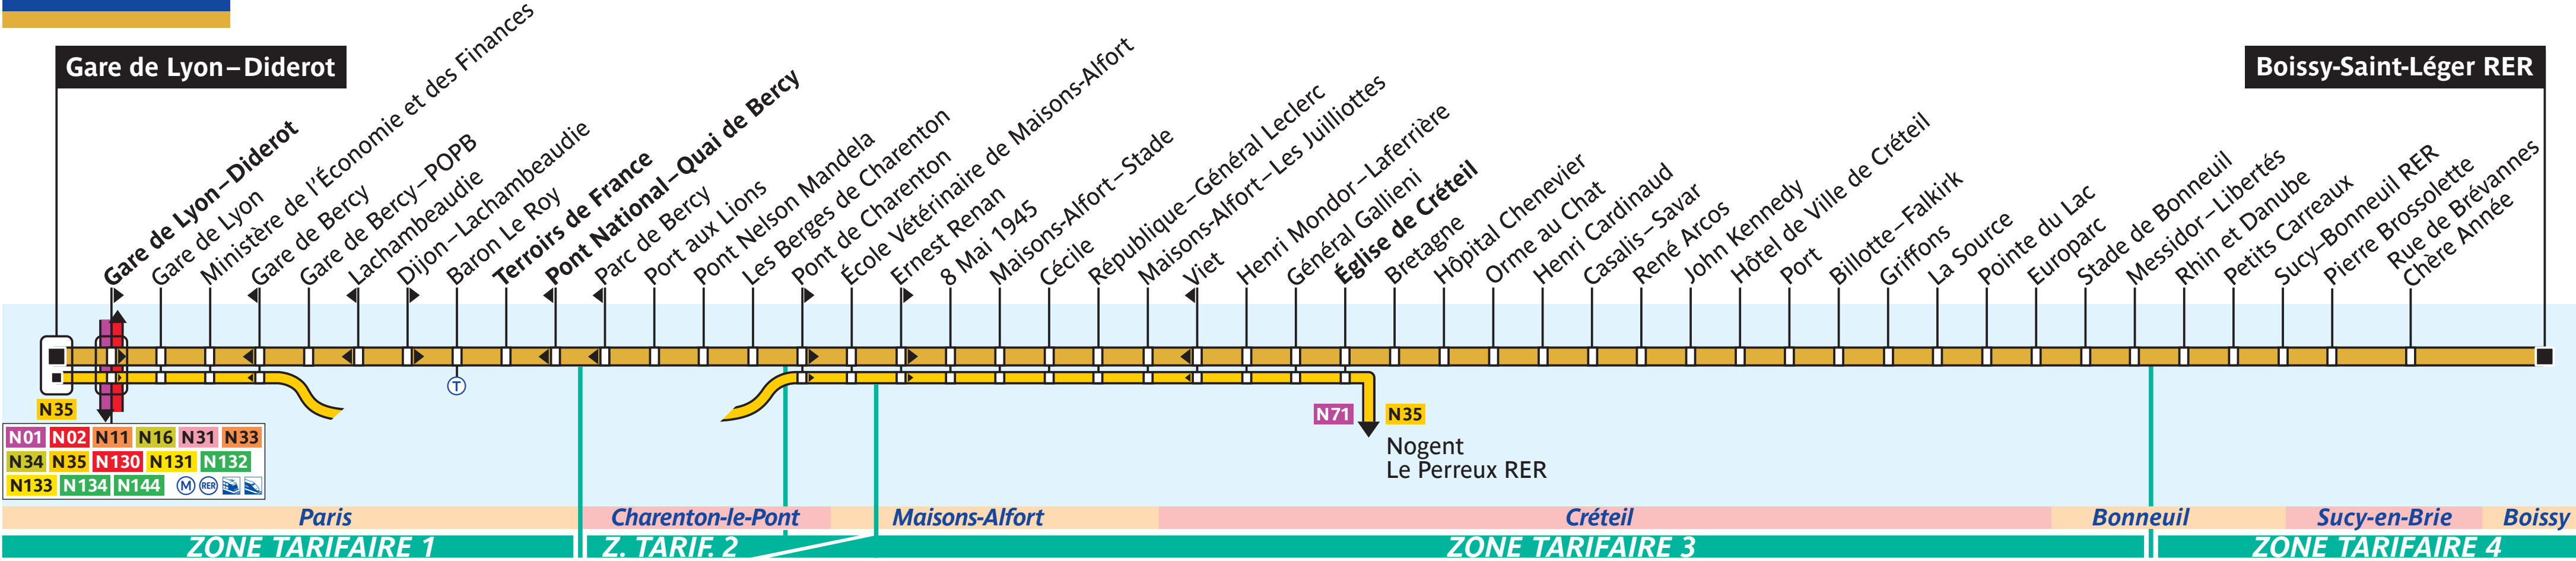 Gare de Lyon–Diderot
Boissy-Saint-Léger RER
Gare de Lyon–Diderot
Gare de Lyon
Ministère de l'Économie et des Finances
Gare de Bercy
Gare de Bercy–POPB
Lachambeaudie
Dijon–Lachambeaudie
Baron Le Roy
Terroirs de France
Pont National–Quai de Bercy
Parc de Bercy
Port aux Lions
Pont Nelson Mandela
Les Berges de Charenton
Pont de Charenton
École Vétérinaire de Maisons-Alfort
Ernest Renan
8 Mai 1945
Maisons-Alfort–Stade
Cécile
République–Général Leclerc
Maisons-Alfort–Les Juilliottes
Viet
Henri Mondor–Laferrière
Général Gallieni
Église de Créteil
Bretagne
Hôpital Chenevier
Orme au Chat
Henri Cardinaud
Casalis–Savar
René Arcos
John Kennedy
Hôtel de Ville de Créteil
Port
Billotte–Falkirk
Griffons
La Source
Pointe du Lac
Europarc
Stade de Bonneuil
Messidor–Libertés
Rhin et Danube
Petits Carreaux
Sucy–Bonneuil RER
Pierre Brossolette
Rue de Brévannes
Chère Année
T
N35
N01 N02 N11 N16 N31 N33
N34 N35 N130 N131 N132
N133 N134 N144 M RER
N71 N35
Nogent
Le Perreux RER
Paris Charenton-le-Pont Maisons-Alfort Créteil Bonneuil Sucy-en-Brie Boissy
ZONE TARIFAIRE 1 Z. TARIF. 2 ZONE TARIFAIRE 3 ZONE TARIFAIRE 4